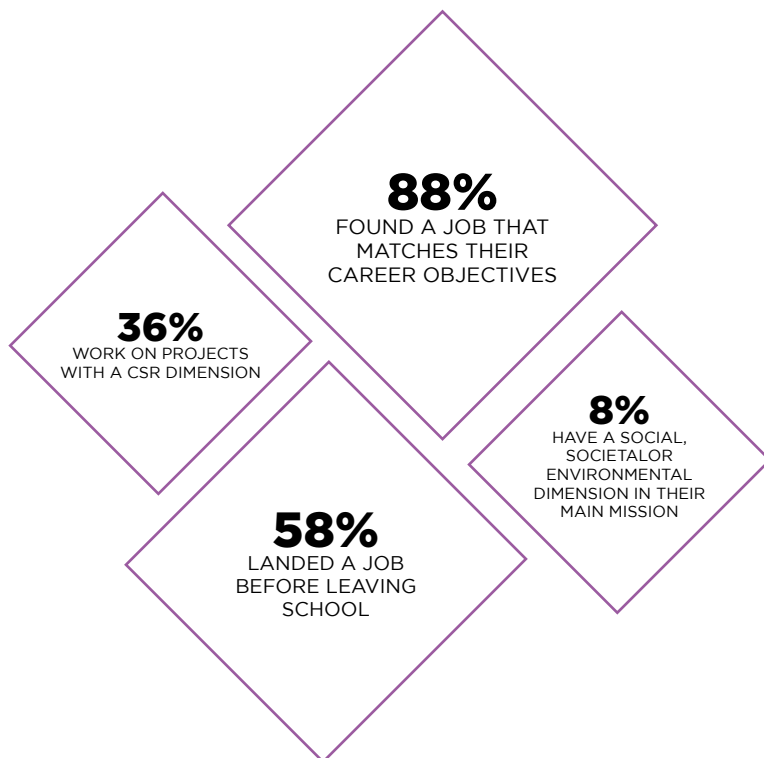 88%
FOUND A JOB THAT
MATCHES THEIR
CAREER OBJECTIVES
36%
WORK ON PROJECTS
WITH A CSR DIMENSION
8%
HAVE A SOCIAL,
SOCIETALOR
ENVIRONMENTAL
DIMENSION IN THEIR
MAIN MISSION
58%
LANDED A JOB
BEFORE LEAVING
SCHOOL